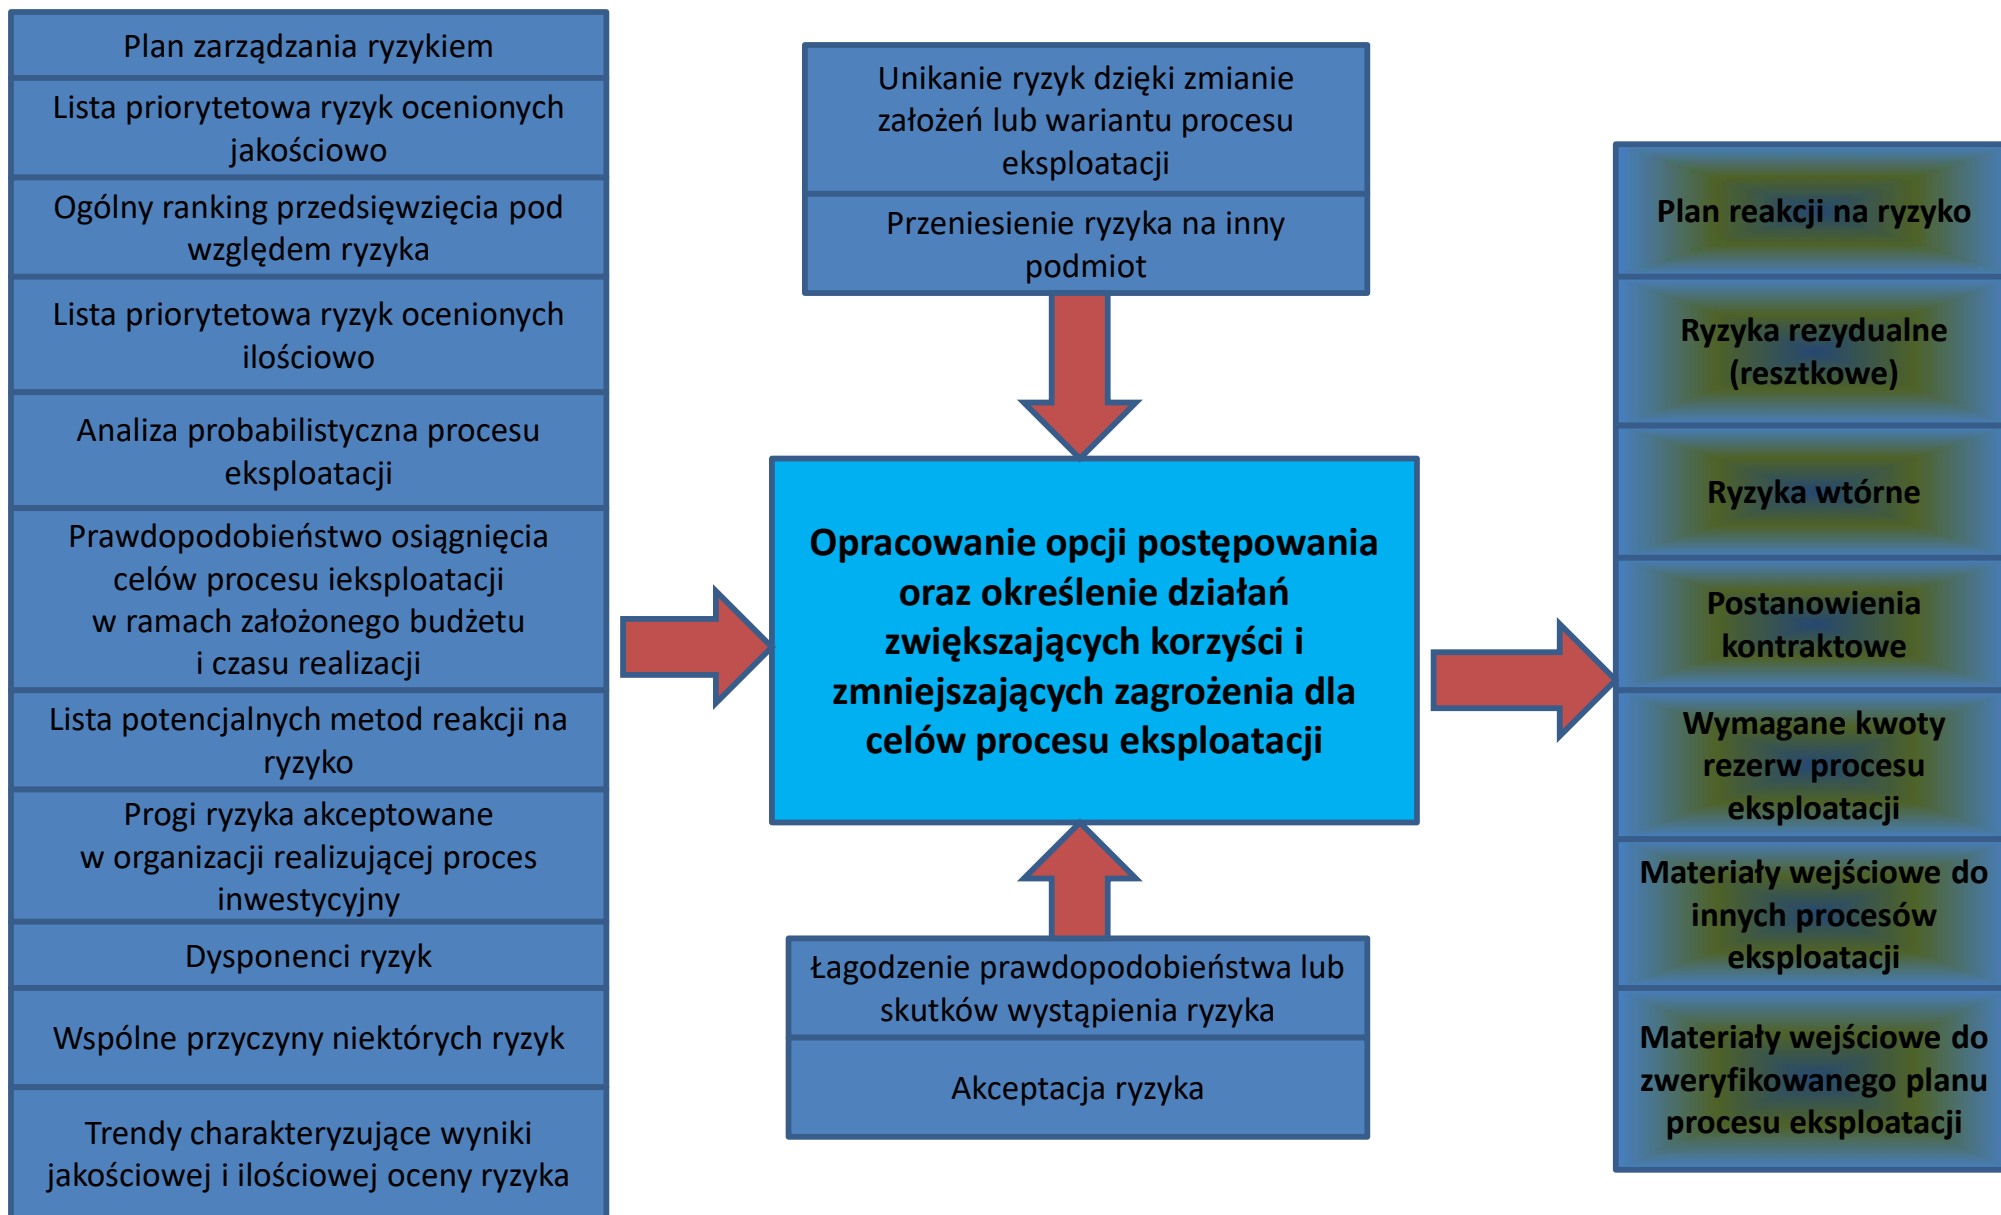 Plan zarządzania ryzykiem
Lista priorytetowa ryzyk ocenionych
jakościowo
Ogólny ranking przedsięwzięcia pod
względem ryzyka
Lista priorytetowa ryzyk ocenionych
ilościowo
Analiza probabilistyczna procesu
eksploatacji
Prawdopodobieństwo osiągnięcia
celów procesu ieksploatacji
w ramach założonego budżetu
i czasu realizacji
Lista potencjalnych metod reakcji na
ryzyko
Progi ryzyka akceptowane
w organizacji realizującej proces
inwestycyjny
Dysponenci ryzyk
Wspólne przyczyny niektórych ryzyk
Trendy charakteryzujące wyniki
jakościowej i ilościowej oceny ryzyka
Unikanie ryzyk dzięki zmianie
założeń lub wariantu procesu
eksploatacji
Przeniesienie ryzyka na inny
podmiot
Opracowanie opcji postępowania
oraz określenie działań
zwiększających korzyści i
zmniejszających zagrożenia dla
celów procesu eksploatacji
Łagodzenie prawdopodobieństwa lub
skutków wystąpienia ryzyka
Akceptacja ryzyka
Plan reakcji na ryzyko
Ryzyka rezydualne
(resztkowe)
Ryzyka wtórne
Postanowienia
kontraktowe
Wymagane kwoty
rezerw procesu
eksploatacji
Materiały wejściowe do
innych procesów
eksploatacji
Materiały wejściowe do
zweryfikowanego planu
procesu eksploatacji